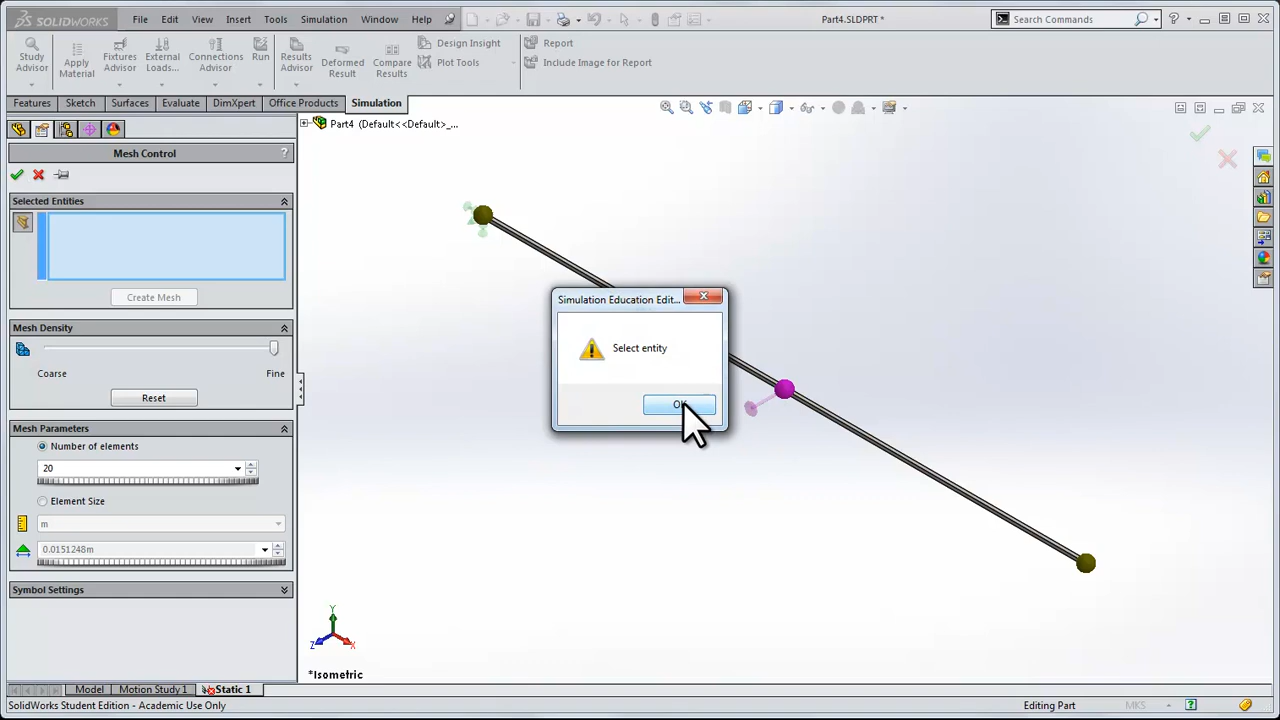 SOLIDWORKS File Edit View Insert Tools Simulation Window Help Part4.SLDPRT * Search Commands
Study Advisor
Apply Material
Fixtures Advisor
External Loads...
Connections Advisor
Run
Results Advisor
Deformed Result
Compare Results
Design Insight
Plot Tools
Report
Include Image for Report
Features Sketch Surfaces Evaluate DimXpert Office Products Simulation
Part4 (Default<<Default>_...
Mesh Control ?
Selected Entities
Create Mesh
Mesh Density
Coarse Fine
Reset
Mesh Parameters
Number of elements
20
Element Size
m
0.0151248m
Symbol Settings
Simulation Education Edit...
Select entity
OK
Y
Z X
*Isometric
Model Motion Study 1 Static 1
SolidWorks Student Edition - Academic Use Only Editing Part MKS